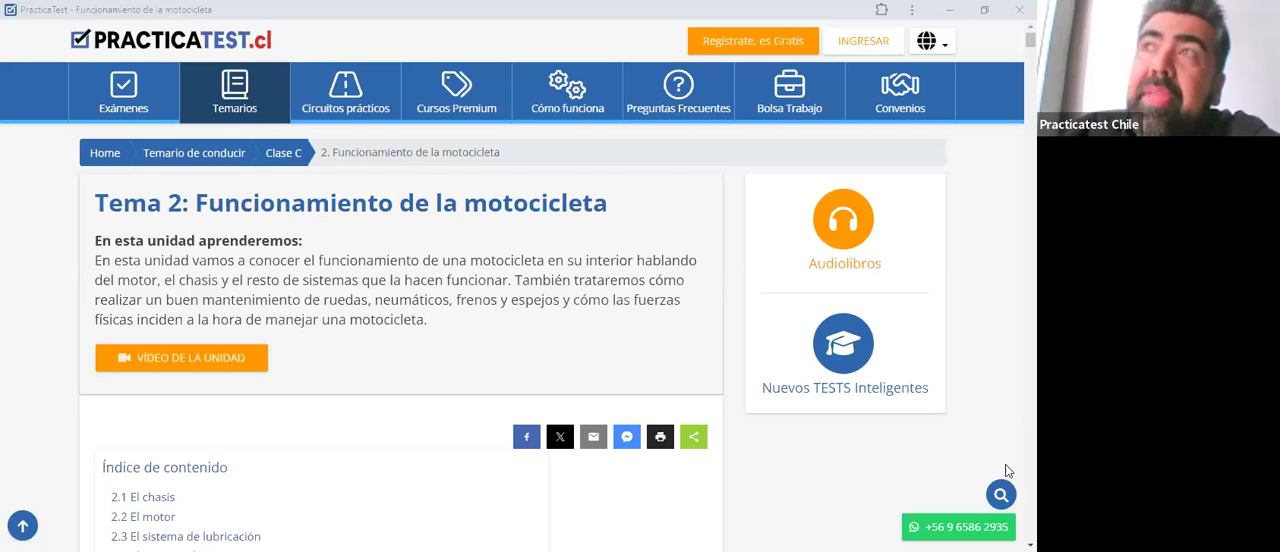 PracticaTest - Funcionamiento de la motocicleta
PRACTICATEST.cl
Regístrate, es Gratis
INGRESAR
Exámenes
Temarios
Circuitos prácticos
Cursos Premium
Cómo funciona
Preguntas Frecuentes
Bolsa Trabajo
Convenios
Practicatest Chile
Home
Temario de conducir
Clase C
2. Funcionamiento de la motocicleta
Tema 2: Funcionamiento de la motocicleta
En esta unidad aprenderemos:
En esta unidad vamos a conocer el funcionamiento de una motocicleta en su interior hablando
del motor, el chasis y el resto de sistemas que la hacen funcionar. También trataremos cómo
realizar un buen mantenimiento de ruedas, neumáticos, frenos y espejos y cómo las fuerzas
físicas inciden a la hora de manejar una motocicleta.
VÍDEO DE LA UNIDAD
Audiolibros
Nuevos TESTS Inteligentes
Índice de contenido
2.1 El chasis
2.2 El motor
2.3 El sistema de lubricación
+56 9 6586 2935